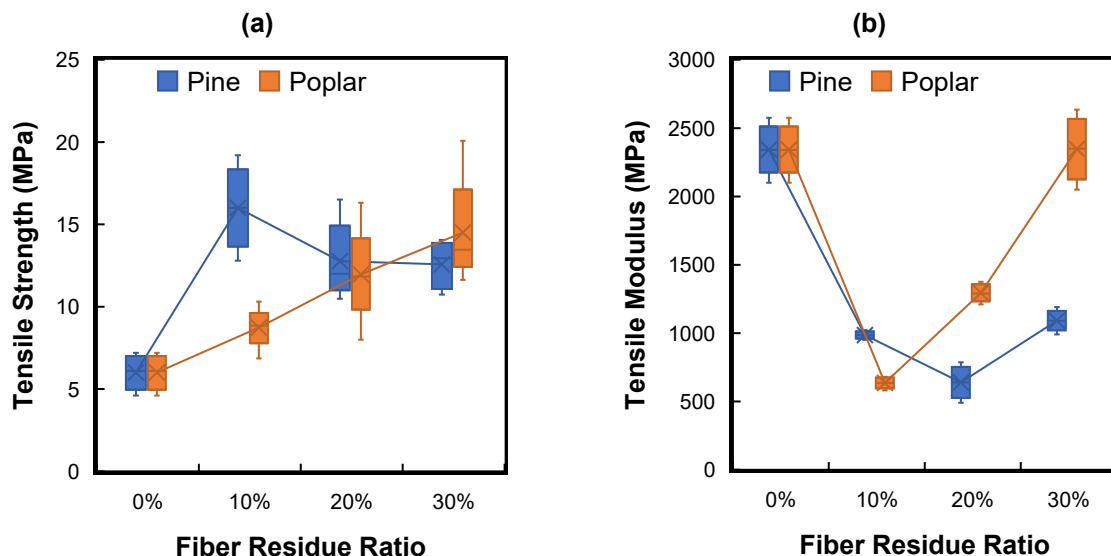 (a)
Tensile Strength (MPa)
25
20
15
10
5
0
Pine Poplar
0% 10% 20% 30%
Fiber Residue Ratio
(b)
Tensile Modulus (MPa)
3000
2500
2000
1500
1000
500
0
Pine Poplar
0% 10% 20% 30%
Fiber Residue Ratio